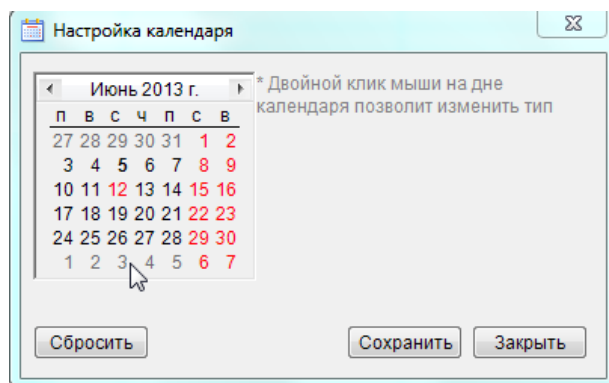 Настройка календаря
Июнь 2013 г.
* Двойной клик мыши на дне
календаря позволит изменить тип
П В С Ч П С В
27 28 29 30 31 1 2
3 4 5 6 7 8 9
10 11 12 13 14 15 16
17 18 19 20 21 22 23
24 25 26 27 28 29 30
1 2 3 4 5 6 7
Сбросить Сохранить Закрыть